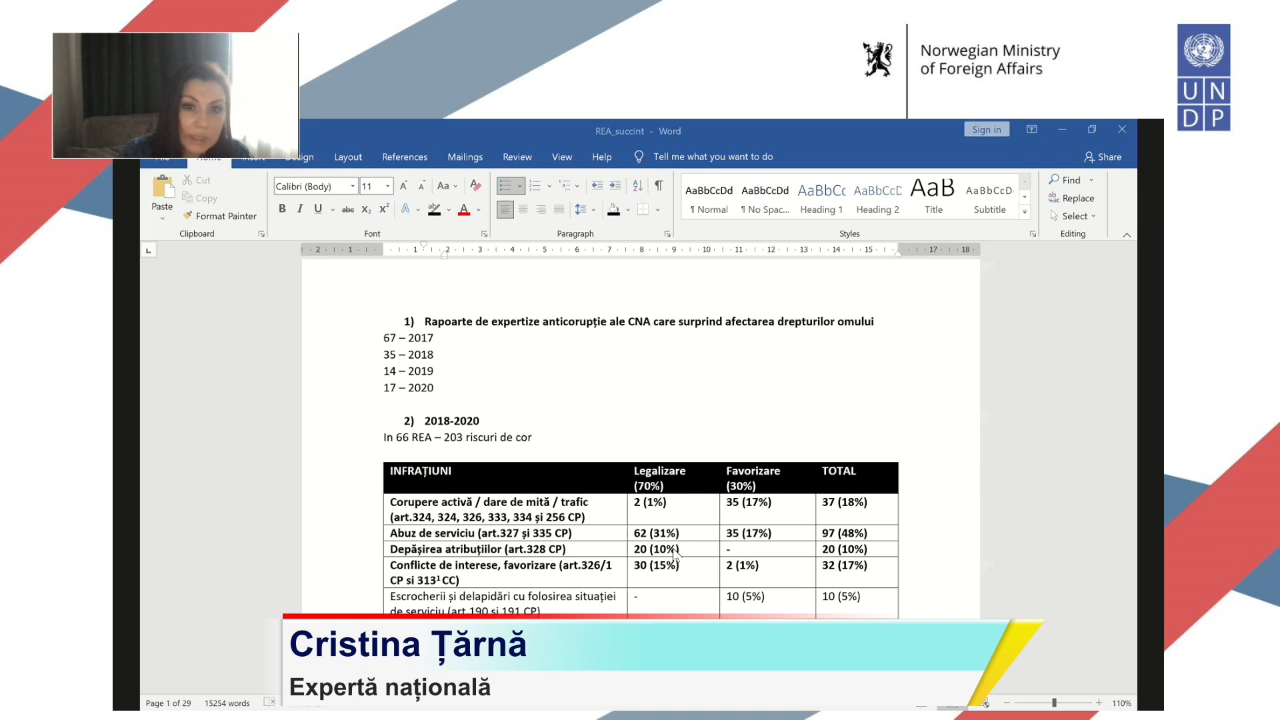 Norwegian Ministry
of Foreign Affairs
UN
DP
REA_succint - Word
Sign in
Layout References Mailings Review View Help Tell me what you want to do
Share
Cut
Copy
Paste
Format Painter
Calibri (Body) 11
AaBbCcDd AaBbCcDd AaBbCc AaBbCcD AaB AaBbCcD
¶ Normal ¶ No Spac... Heading 1 Heading 2 Title Subtitle
Find
Replace
Select
Clipboard Font Paragraph Styles Editing
1) Rapoarte de expertize anticorupție ale CNA care surprind afectarea drepturilor omului
67 – 2017
35 – 2018
14 – 2019
17 – 2020
2) 2018-2020
In 66 REA – 203 riscuri de cor
INFRAȚIUNI Legalizare (70%) Favorizare (30%) TOTAL
Corupere activă / dare de mită / trafic 2 (1%) 35 (17%) 37 (18%)
(art.324, 324, 326, 333, 334 și 256 CP)
Abuz de serviciu (art.327 și 335 CP) 62 (31%) 35 (17%) 97 (48%)
Depășirea atribuțiilor (art.328 CP) 20 (10%) - 20 (10%)
Conflicte de interese, favorizare (art.326/1 30 (15%) 2 (1%) 32 (17%)
CP si 313¹ CC)
Escrocherii și delapidări cu folosirea situației - 10 (5%) 10 (5%)
de serviciu (art.190 și 191 CP)
Cristina Țărnă
Expertă națională
Page 1 of 29 15254 words 110%